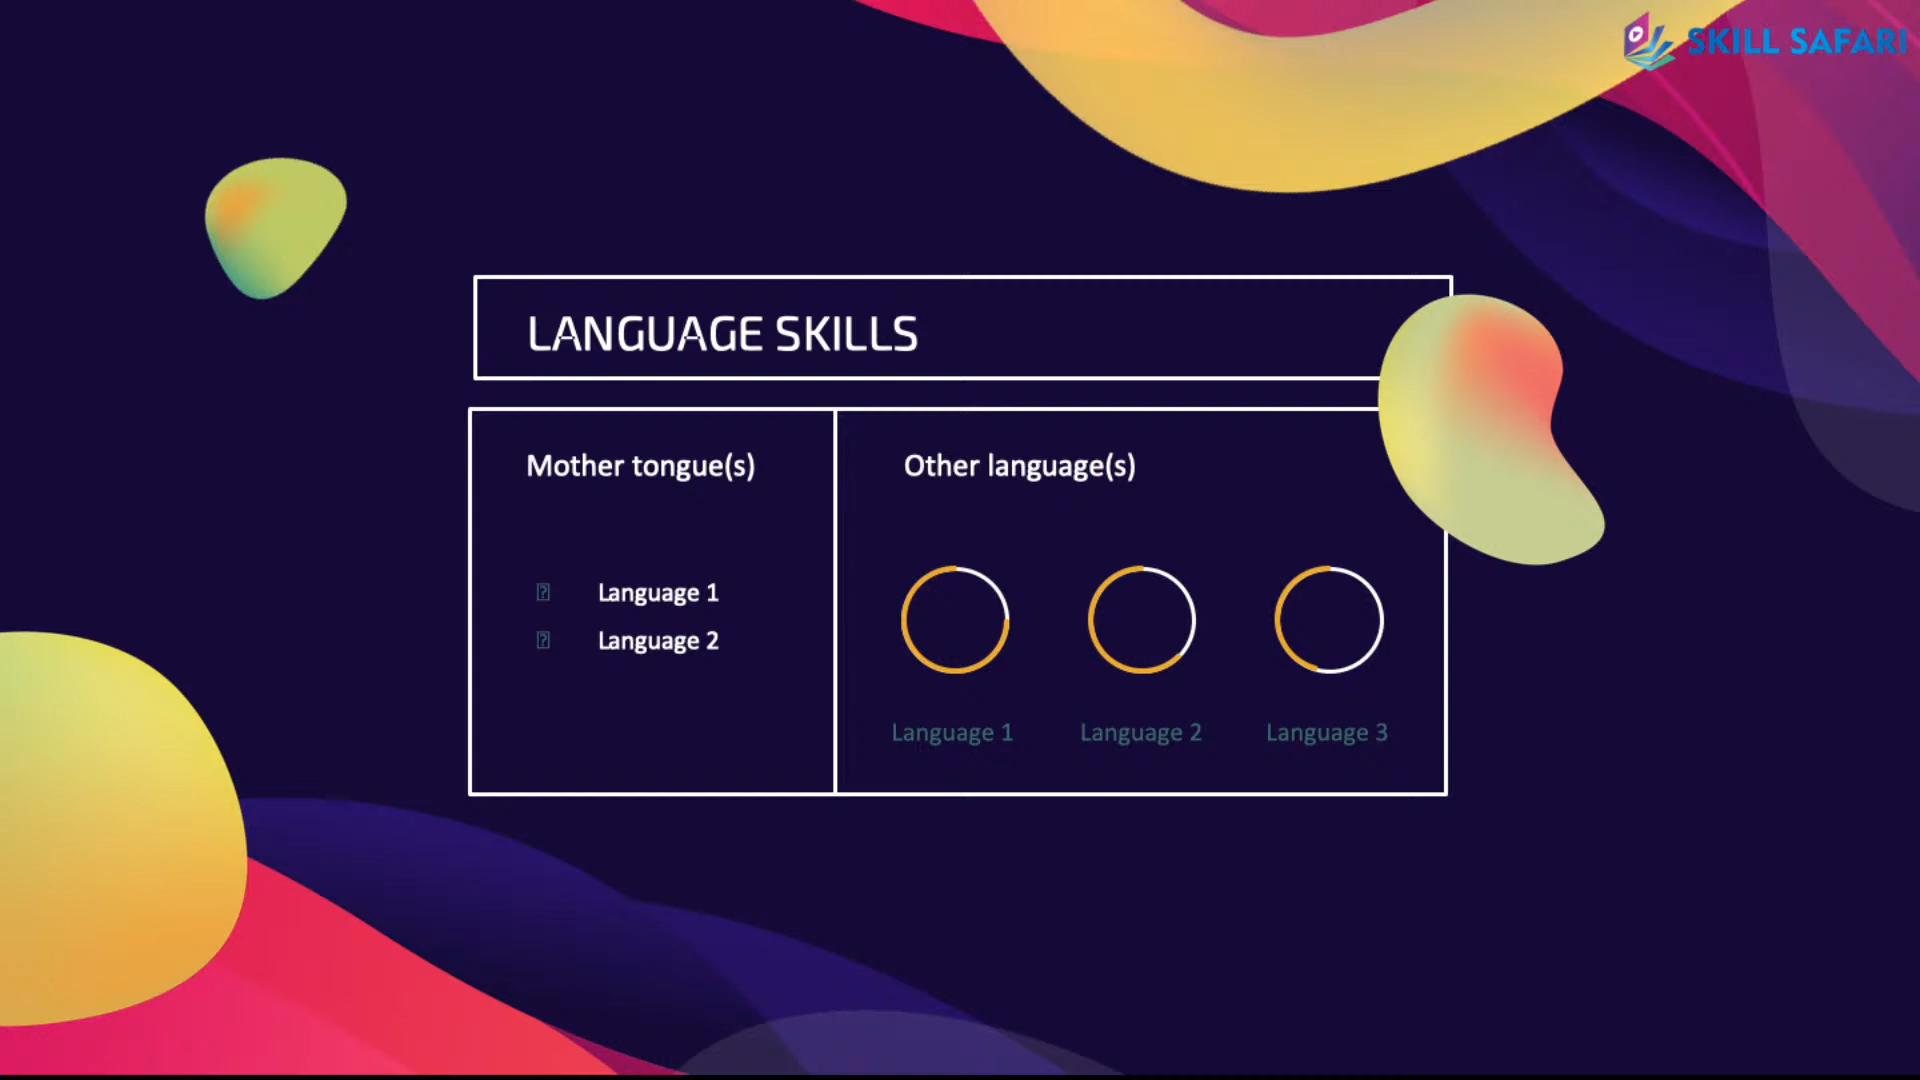 SKILL SAFARI
LANGUAGE SKILLS
Mother tongue(s)
Language 1
Language 2
Other language(s)
Language 1
Language 2
Language 3